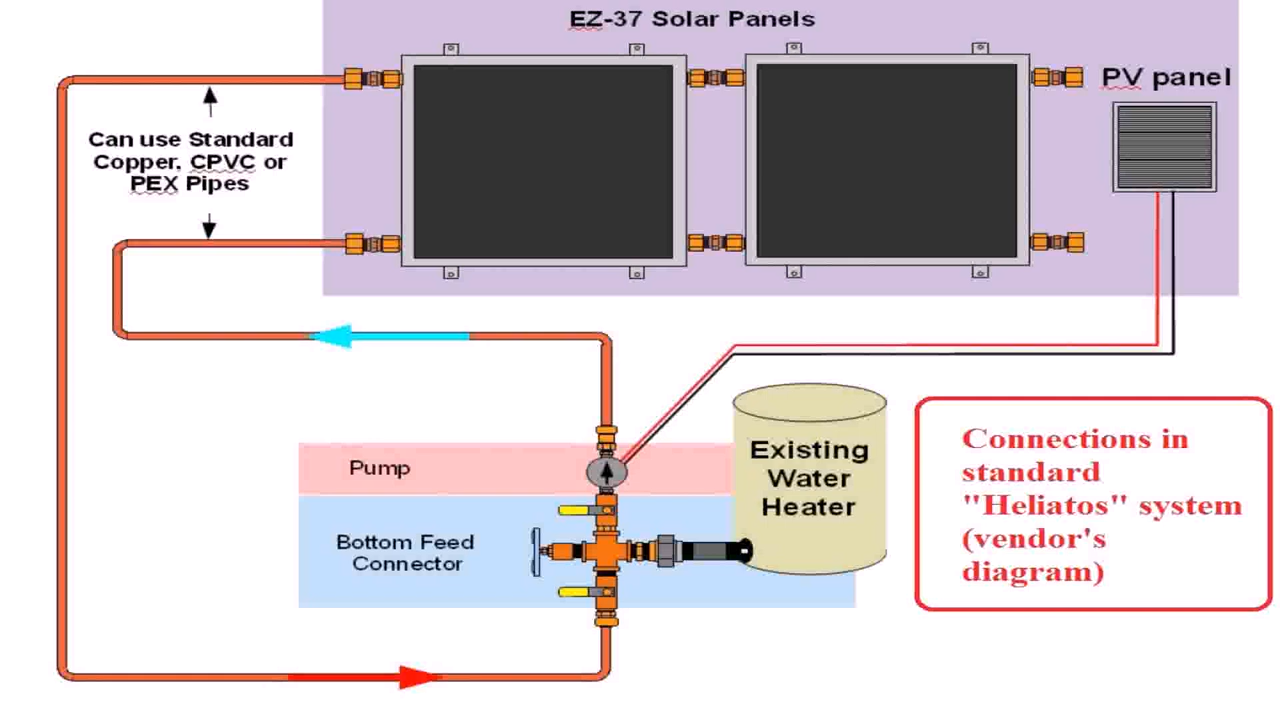 EZ-37 Solar Panels
PV panel
Can use Standard
Copper, CPVC or
PEX Pipes
Pump
Bottom Feed
Connector
Existing
Water
Heater
Connections in
standard
"Heliatos" system
(vendor's
diagram)